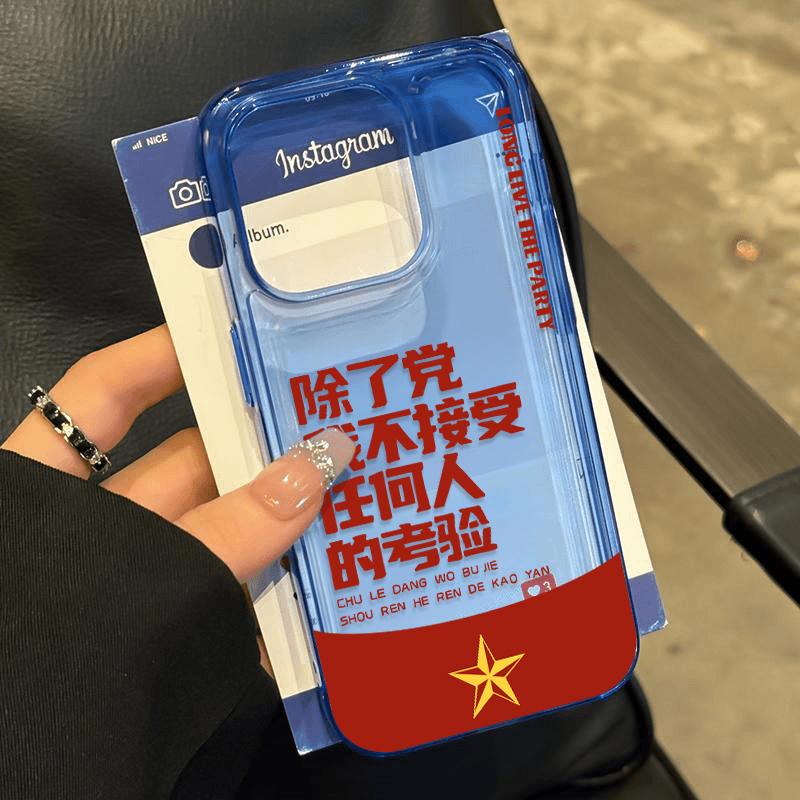 NICE
Instagram
Album.
LONG LIVE THE PARTY
除了党
我不接受
任何人
的考验
CHU LE DANG WO BU JIE
SHOU REN HE REN DE KAO YAN
3